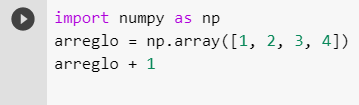 import numpy as np
arreglo = np.array([1, 2, 3, 4])
arreglo + 1